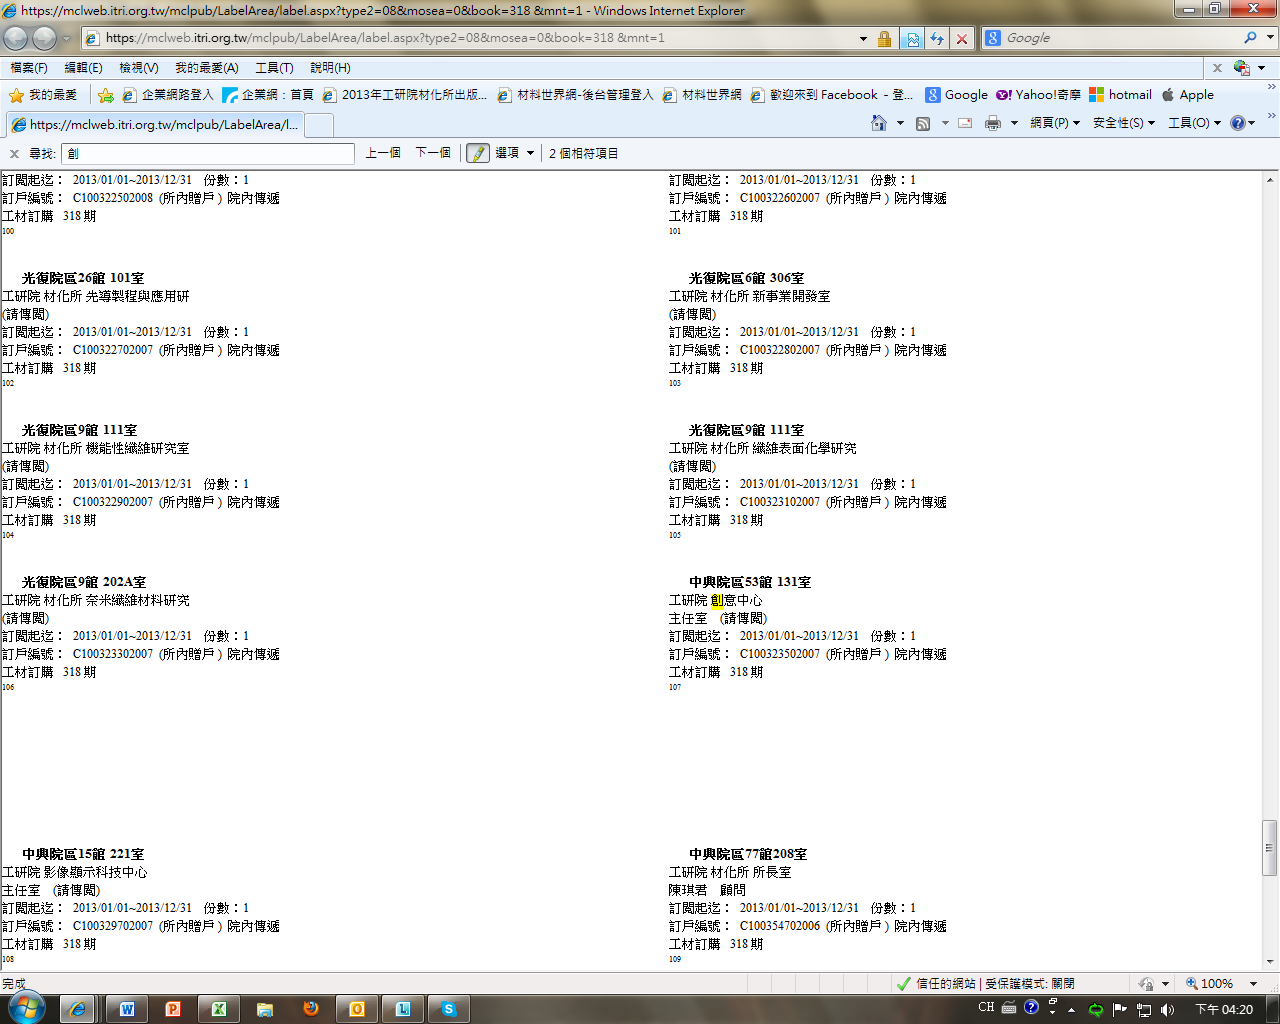 https://mclweb.itri.org.tw/mclpub/LabelArea/label.aspx?type2=08&mosea=0&book=318 &mnt=1 - Windows Internet Explorer
https://mclweb.itri.org.tw/mclpub/LabelArea/label.aspx?type2=08&mosea=0&book=318 &mnt=1
Google
檔案(F) 編輯(E) 檢視(V) 我的最愛(A) 工具(T) 說明(H)
我的最愛 企業網路登入 企業網：首頁 2013年工研院材化所出版... 材料世界網-後台管理登入 材料世界網 歡迎來到 Facebook - 登... Google Yahoo!奇摩 hotmail Apple
https://mclweb.itri.org.tw/mclpub/LabelArea/l... 網頁(P) 安全性(S) 工具(O)
尋找: 創 上一個 下一個 選項 2 個相符項目
訂閱起迄： 2013/01/01~2013/12/31 份數：1
訂戶編號： C100322502008 (所內贈戶) 院內傳遞
工材訂購 318 期
100
訂閱起迄： 2013/01/01~2013/12/31 份數：1
訂戶編號： C100322602007 (所內贈戶) 院內傳遞
工材訂購 318 期
101
光復院區26館 101室
工研院 材化所 先導製程與應用研
(請傳閱)
訂閱起迄： 2013/01/01~2013/12/31 份數：1
訂戶編號： C100322702007 (所內贈戶) 院內傳遞
工材訂購 318 期
102
光復院區6館 306室
工研院 材化所 新事業開發室
(請傳閱)
訂閱起迄： 2013/01/01~2013/12/31 份數：1
訂戶編號： C100322802007 (所內贈戶) 院內傳遞
工材訂購 318 期
103
光復院區9館 111室
工研院 材化所 機能性纖維研究室
(請傳閱)
訂閱起迄： 2013/01/01~2013/12/31 份數：1
訂戶編號： C100322902007 (所內贈戶) 院內傳遞
工材訂購 318 期
104
光復院區9館 111室
工研院 材化所 纖維表面化學研究
(請傳閱)
訂閱起迄： 2013/01/01~2013/12/31 份數：1
訂戶編號： C100323102007 (所內贈戶) 院內傳遞
工材訂購 318 期
105
光復院區9館 202A室
工研院 材化所 奈米纖維材料研究
(請傳閱)
訂閱起迄： 2013/01/01~2013/12/31 份數：1
訂戶編號： C100323302007 (所內贈戶) 院內傳遞
工材訂購 318 期
106
中興院區53館 131室
工研院 創意中心
主任室 (請傳閱)
訂閱起迄： 2013/01/01~2013/12/31 份數：1
訂戶編號： C100323502007 (所內贈戶) 院內傳遞
工材訂購 318 期
107
中興院區15館 221室
工研院 影像顯示科技中心
主任室 (請傳閱)
訂閱起迄： 2013/01/01~2013/12/31 份數：1
訂戶編號： C100329702007 (所內贈戶) 院內傳遞
工材訂購 318 期
108
中興院區77館208室
工研院 材化所 所長室
陳琪君 顧問
訂閱起迄： 2013/01/01~2013/12/31 份數：1
訂戶編號： C100354702006 (所內贈戶) 院內傳遞
工材訂購 318 期
109
完成 信任的網站 | 受保護模式: 關閉 100%
CH 下午 04:20